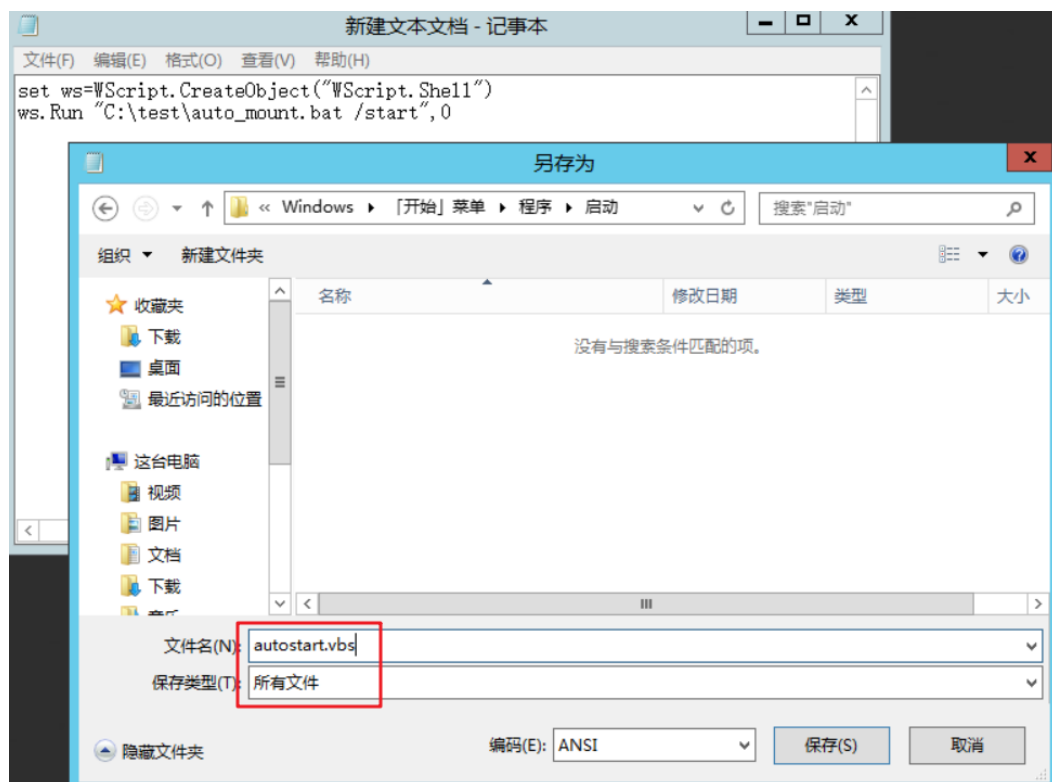 新建文本文档 - 记事本
文件(F) 编辑(E) 格式(O) 查看(V) 帮助(H)
set ws=WScript.CreateObject("WScript.Shell")
ws.Run "C:\test\auto_mount.bat /start",0
另存为
« Windows ▸ 「开始」菜单 ▸ 程序 ▸ 启动
搜索"启动"
组织 新建文件夹
名称 修改日期 类型 大小
没有与搜索条件匹配的项。
收藏夹
下载
桌面
最近访问的位置
这台电脑
视频
图片
文档
下载
文件名(N): autostart.vbs
保存类型(T): 所有文件
隐藏文件夹 编码(E): ANSI 保存(S) 取消